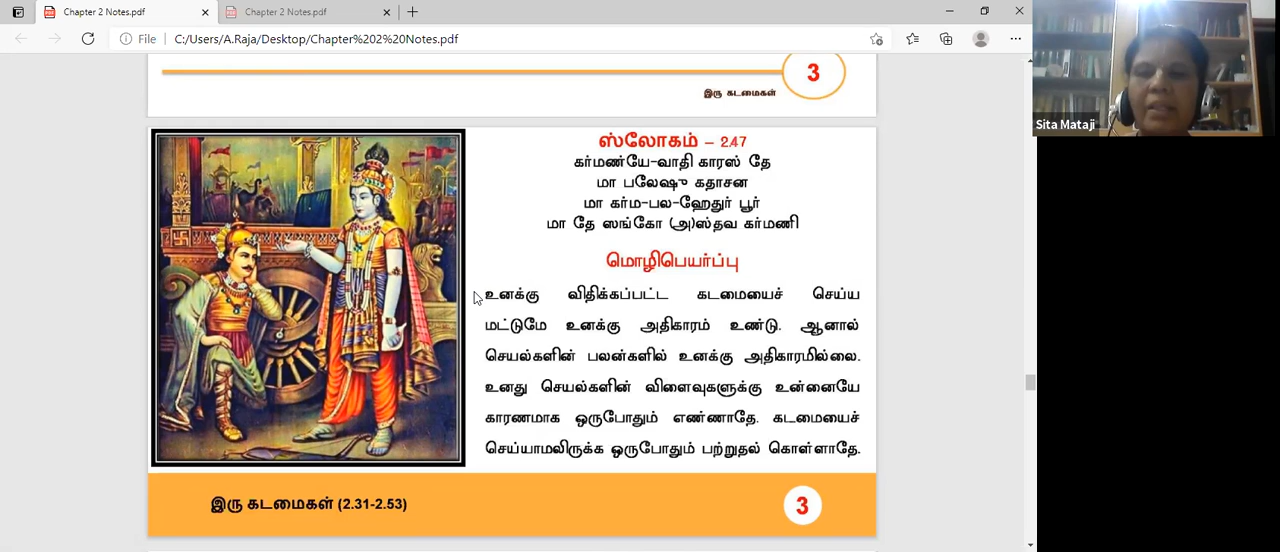 Chapter 2 Notes.pdf
Chapter 2 Notes.pdf
File
C:/Users/A.Raja/Desktop/Chapter%202%20Notes.pdf
3
இரு கடமைகள்
ஸ்லோகம் – 2.47
கர்மண்யே-வாதி காரஸ் தே
மா பலேஷு கதாசன
மா கர்ம-பல-ஹேதுர் பூர்
மா தே ஸங்கோ (அ)ஸ்தவ கர்மணி
மொழிபெயர்ப்பு
உனக்கு விதிக்கப்பட்ட கடமையைச் செய்ய
மட்டுமே உனக்கு அதிகாரம் உண்டு. ஆனால்
செயல்களின் பலன்களில் உனக்கு அதிகாரமில்லை.
உனது செயல்களின் விளைவுகளுக்கு உன்னையே
காரணமாக ஒருபோதும் எண்ணாதே. கடமையைச்
செய்யாமலிருக்க ஒருபோதும் பற்றுதல் கொள்ளாதே.
இரு கடமைகள் (2.31-2.53)
3
Sita Mataji